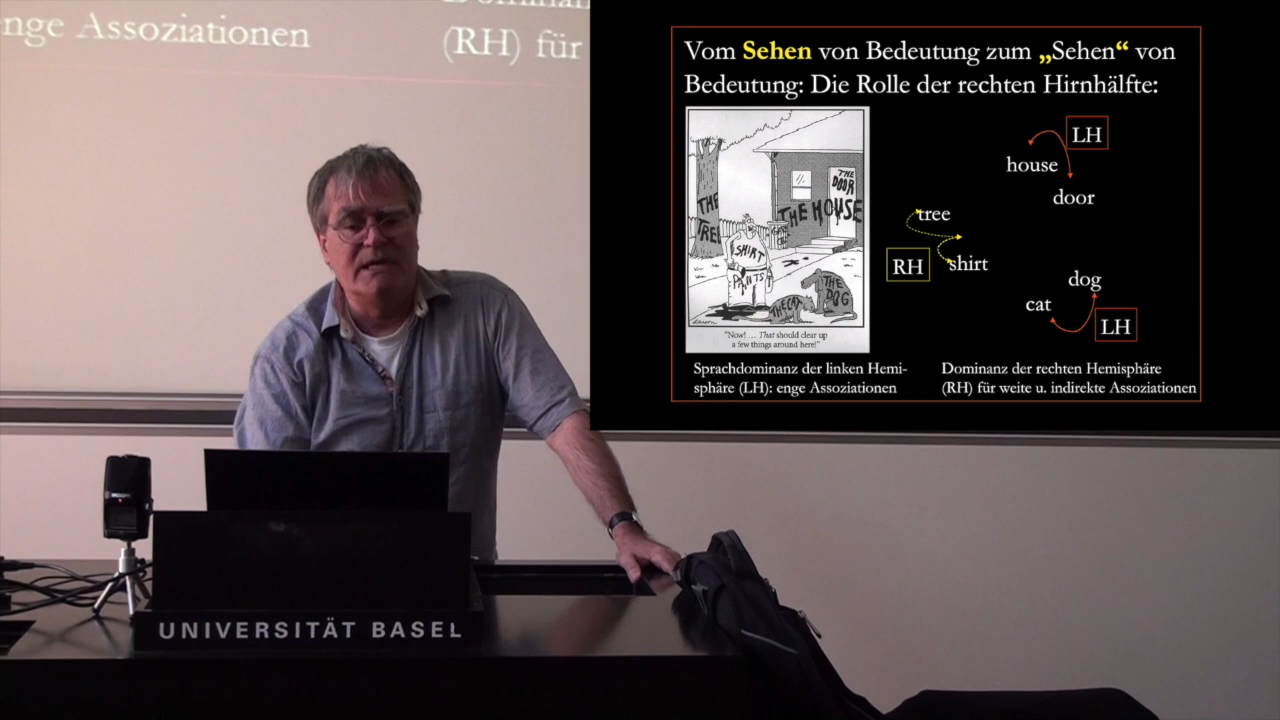 enge Assoziationen
(RH) für
Vom Sehen von Bedeutung zum „Sehen“ von
Bedeutung: Die Rolle der rechten Hirnhälfte:
THE TREE
THE DOOR
THE HOUSE
SHIRT
PANTS
THE CAT
THE DOG
"Now! ... That should clear up
a few things around here!"
LH
house
door
tree
RH
shirt
dog
cat
LH
Sprachdominanz der linken Hemi-
sphäre (LH): enge Assoziationen
Dominanz der rechten Hemisphäre
(RH) für weite u. indirekte Assoziationen
UNIVERSITÄT BASEL